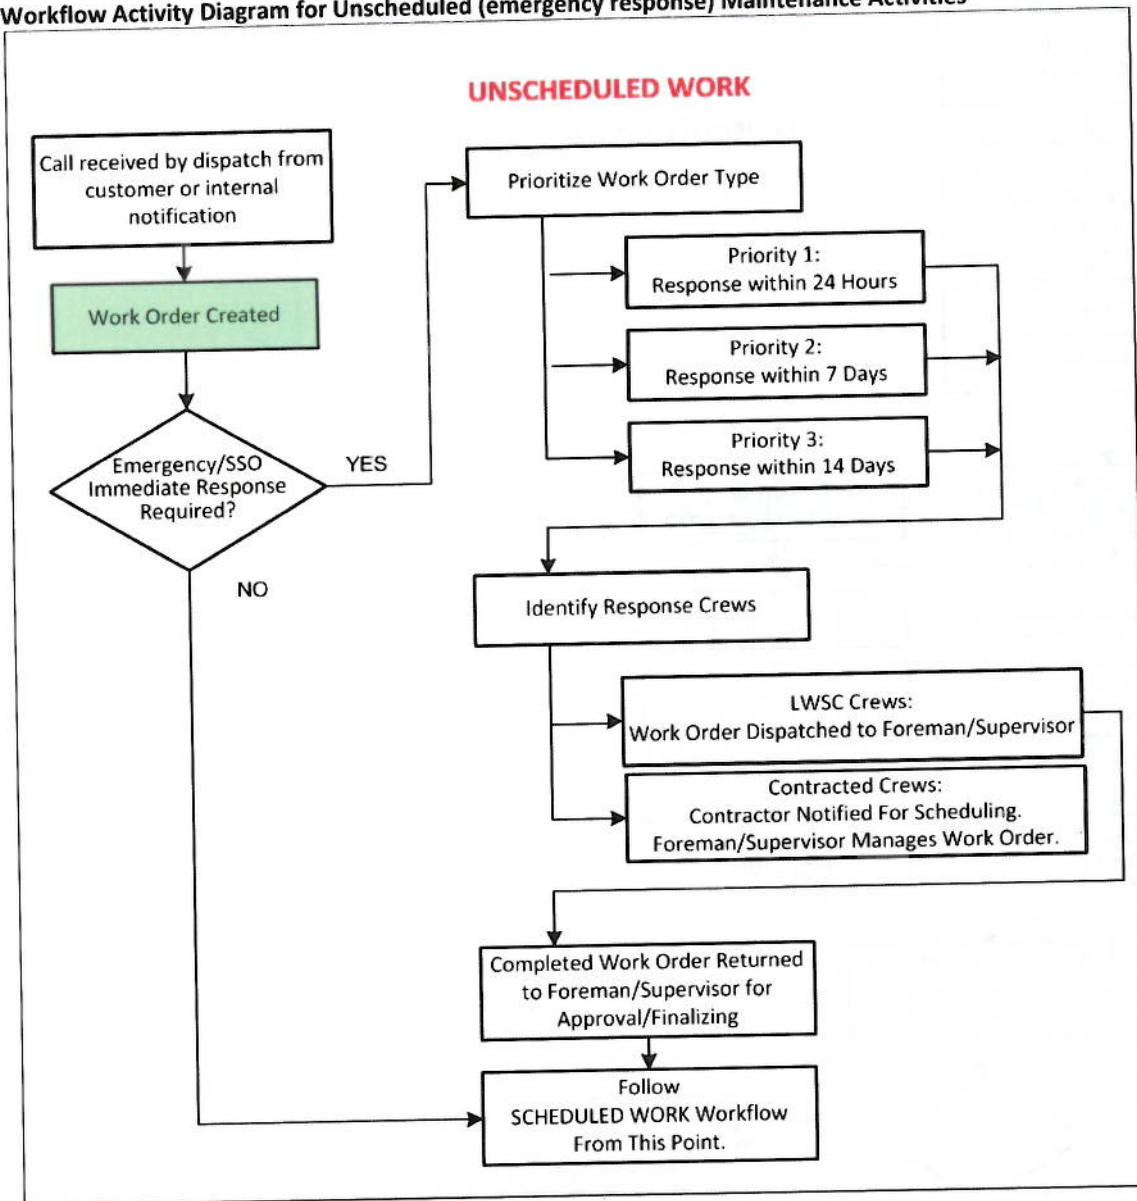 Workflow Activity Diagram for Unscheduled (emergency response) Maintenance Activities
UNSCHEDULED WORK
Call received by dispatch from
customer or internal
notification
Work Order Created
Emergency/SSO
Immediate Response
Required?
YES
NO
Prioritize Work Order Type
Priority 1:
Response within 24 Hours
Priority 2:
Response within 7 Days
Priority 3:
Response within 14 Days
Identify Response Crews
LWSC Crews:
Work Order Dispatched to Foreman/Supervisor
Contracted Crews:
Contractor Notified For Scheduling.
Foreman/Supervisor Manages Work Order.
Completed Work Order Returned
to Foreman/Supervisor for
Approval/Finalizing
Follow
SCHEDULED WORK Workflow
From This Point.